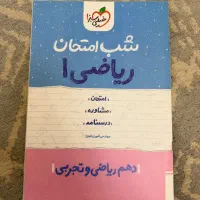 خیلی سبز
شب امتحان
ریاضی ۱
امتحان
مشاوره
درسنامه
دهم ریاضی و تجربی